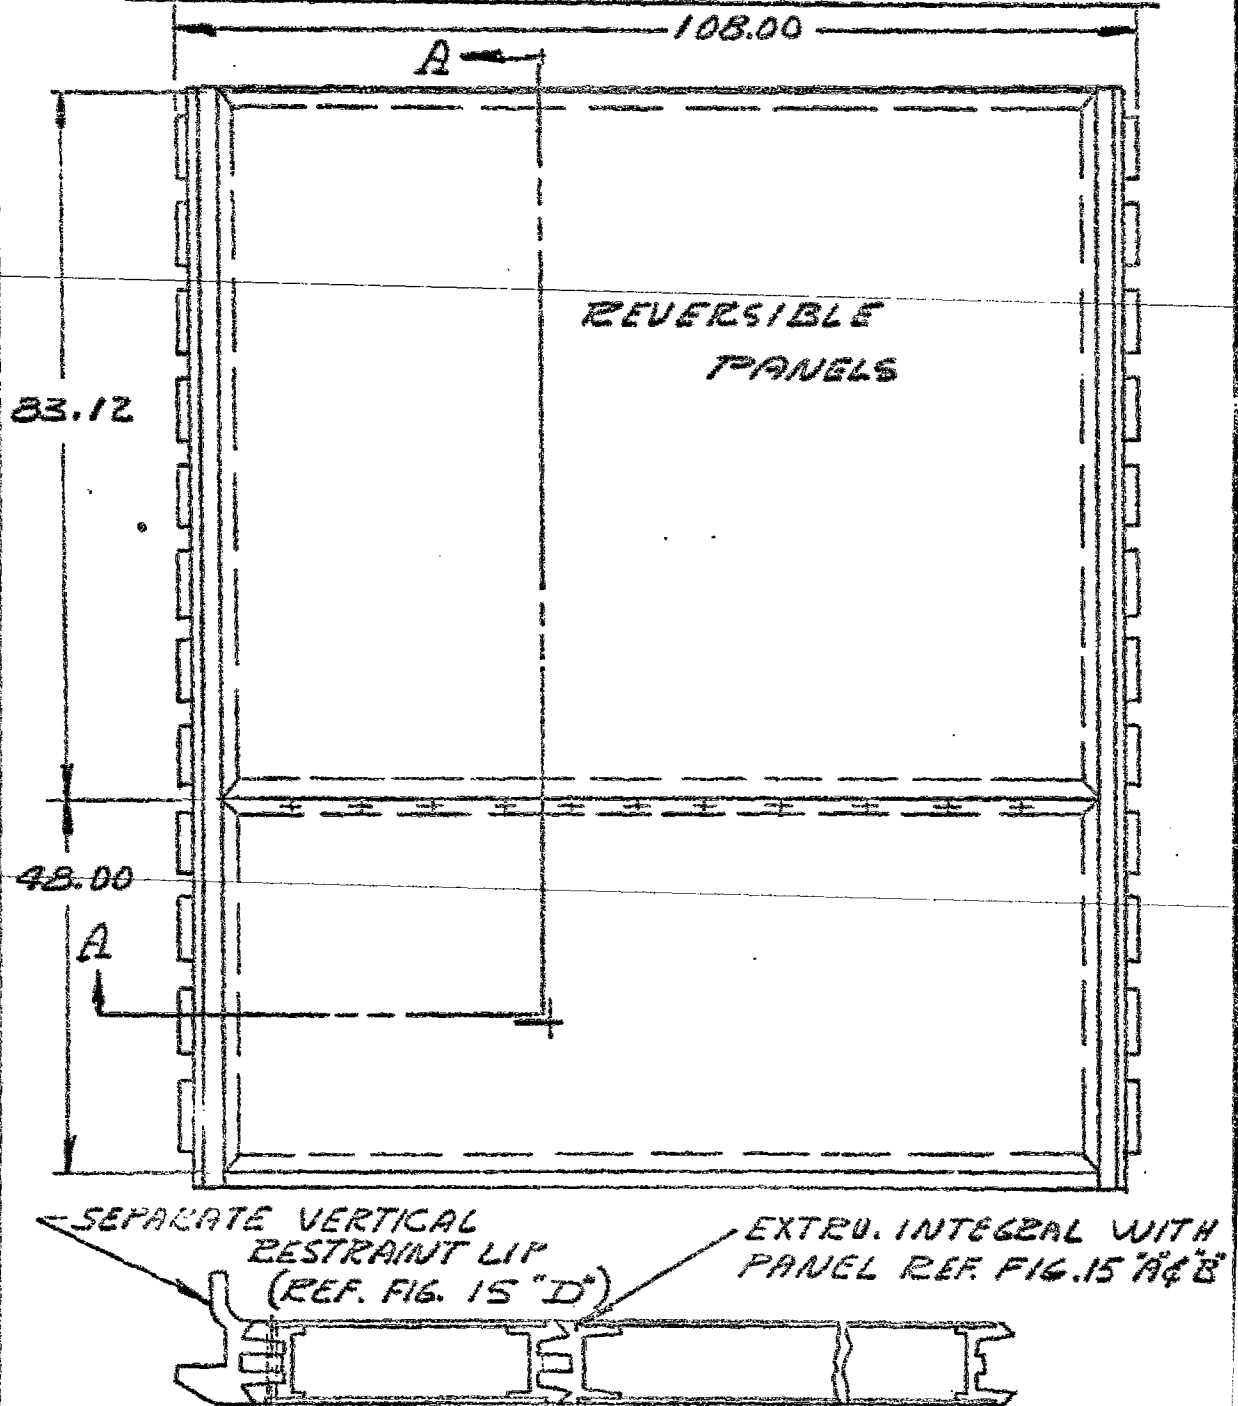 108.00
A
REVERSIBLE
PANELS
83.12
48.00
A
SEPARATE VERTICAL
RESTRAINT LIP
(REF. FIG. 15 "D")
EXTRU. INTEGRAL WITH
PANEL REF. FIG. 15 "A" & "B"